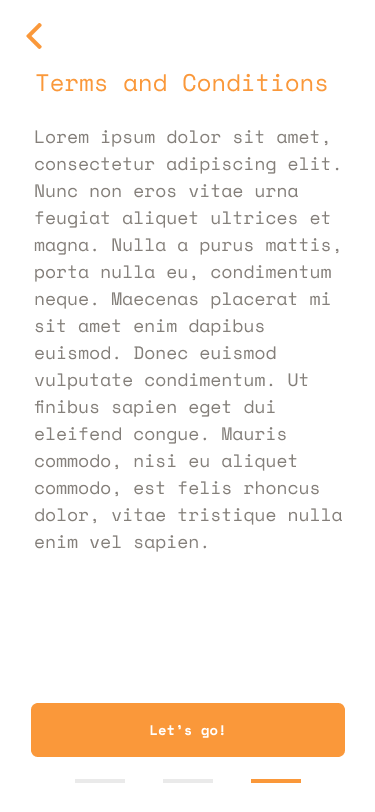 Terms and Conditions
Lorem ipsum dolor sit amet,
consectetur adipiscing elit.
Nunc non eros vitae urna
feugiat aliquet ultrices et
magna. Nulla a purus mattis,
porta nulla eu, condimentum
neque. Maecenas placerat mi
sit amet enim dapibus
euismod. Donec euismod
vulputate condimentum. Ut
finibus sapien eget dui
eleifend congue. Mauris
commodo, nisi eu aliquet
commodo, est felis rhoncus
dolor, vitae tristique nulla
enim vel sapien.
Let's go!